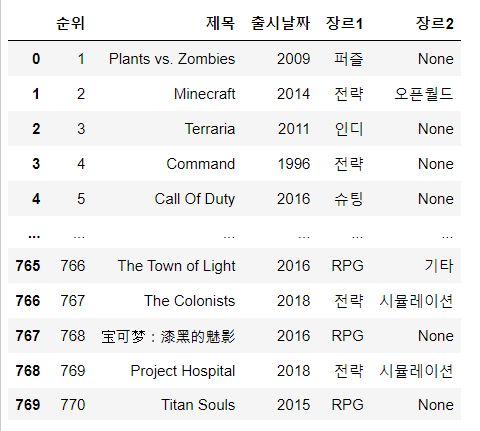 순위 제목 출시날짜 장르1 장르2
0 1 Plants vs. Zombies 2009 퍼즐 None
1 2 Minecraft 2014 전략 오픈월드
2 3 Terraria 2011 인디 None
3 4 Command 1996 전략 None
4 5 Call Of Duty 2016 슈팅 None
... ... ... ... ... ...
765 766 The Town of Light 2016 RPG 기타
766 767 The Colonists 2018 전략 시뮬레이션
767 768 宝可梦：漆黑的魅影 2016 RPG None
768 769 Project Hospital 2018 전략 시뮬레이션
769 770 Titan Souls 2015 RPG None